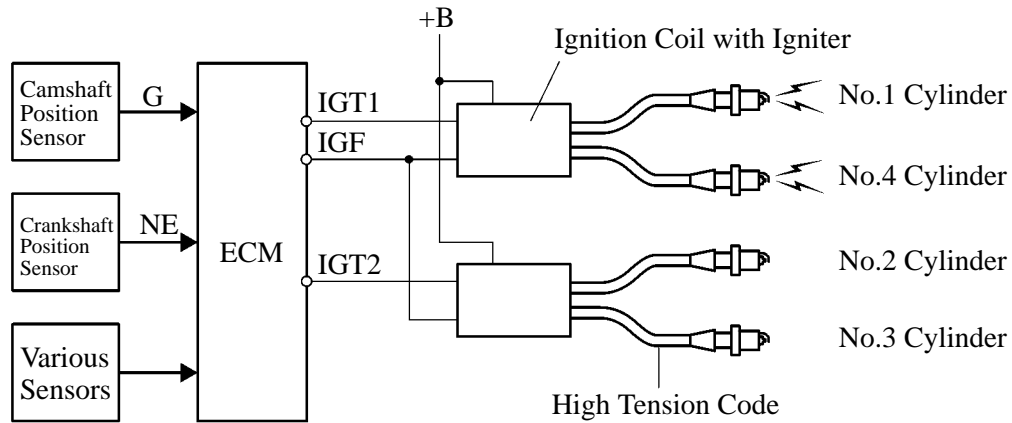 +B
Ignition Coil with Igniter
Camshaft
Position
Sensor
G
IGT1
No.1 Cylinder
IGF
No.4 Cylinder
Crankshaft
Position
Sensor
NE
ECM
IGT2
No.2 Cylinder
Various
Sensors
No.3 Cylinder
High Tension Code